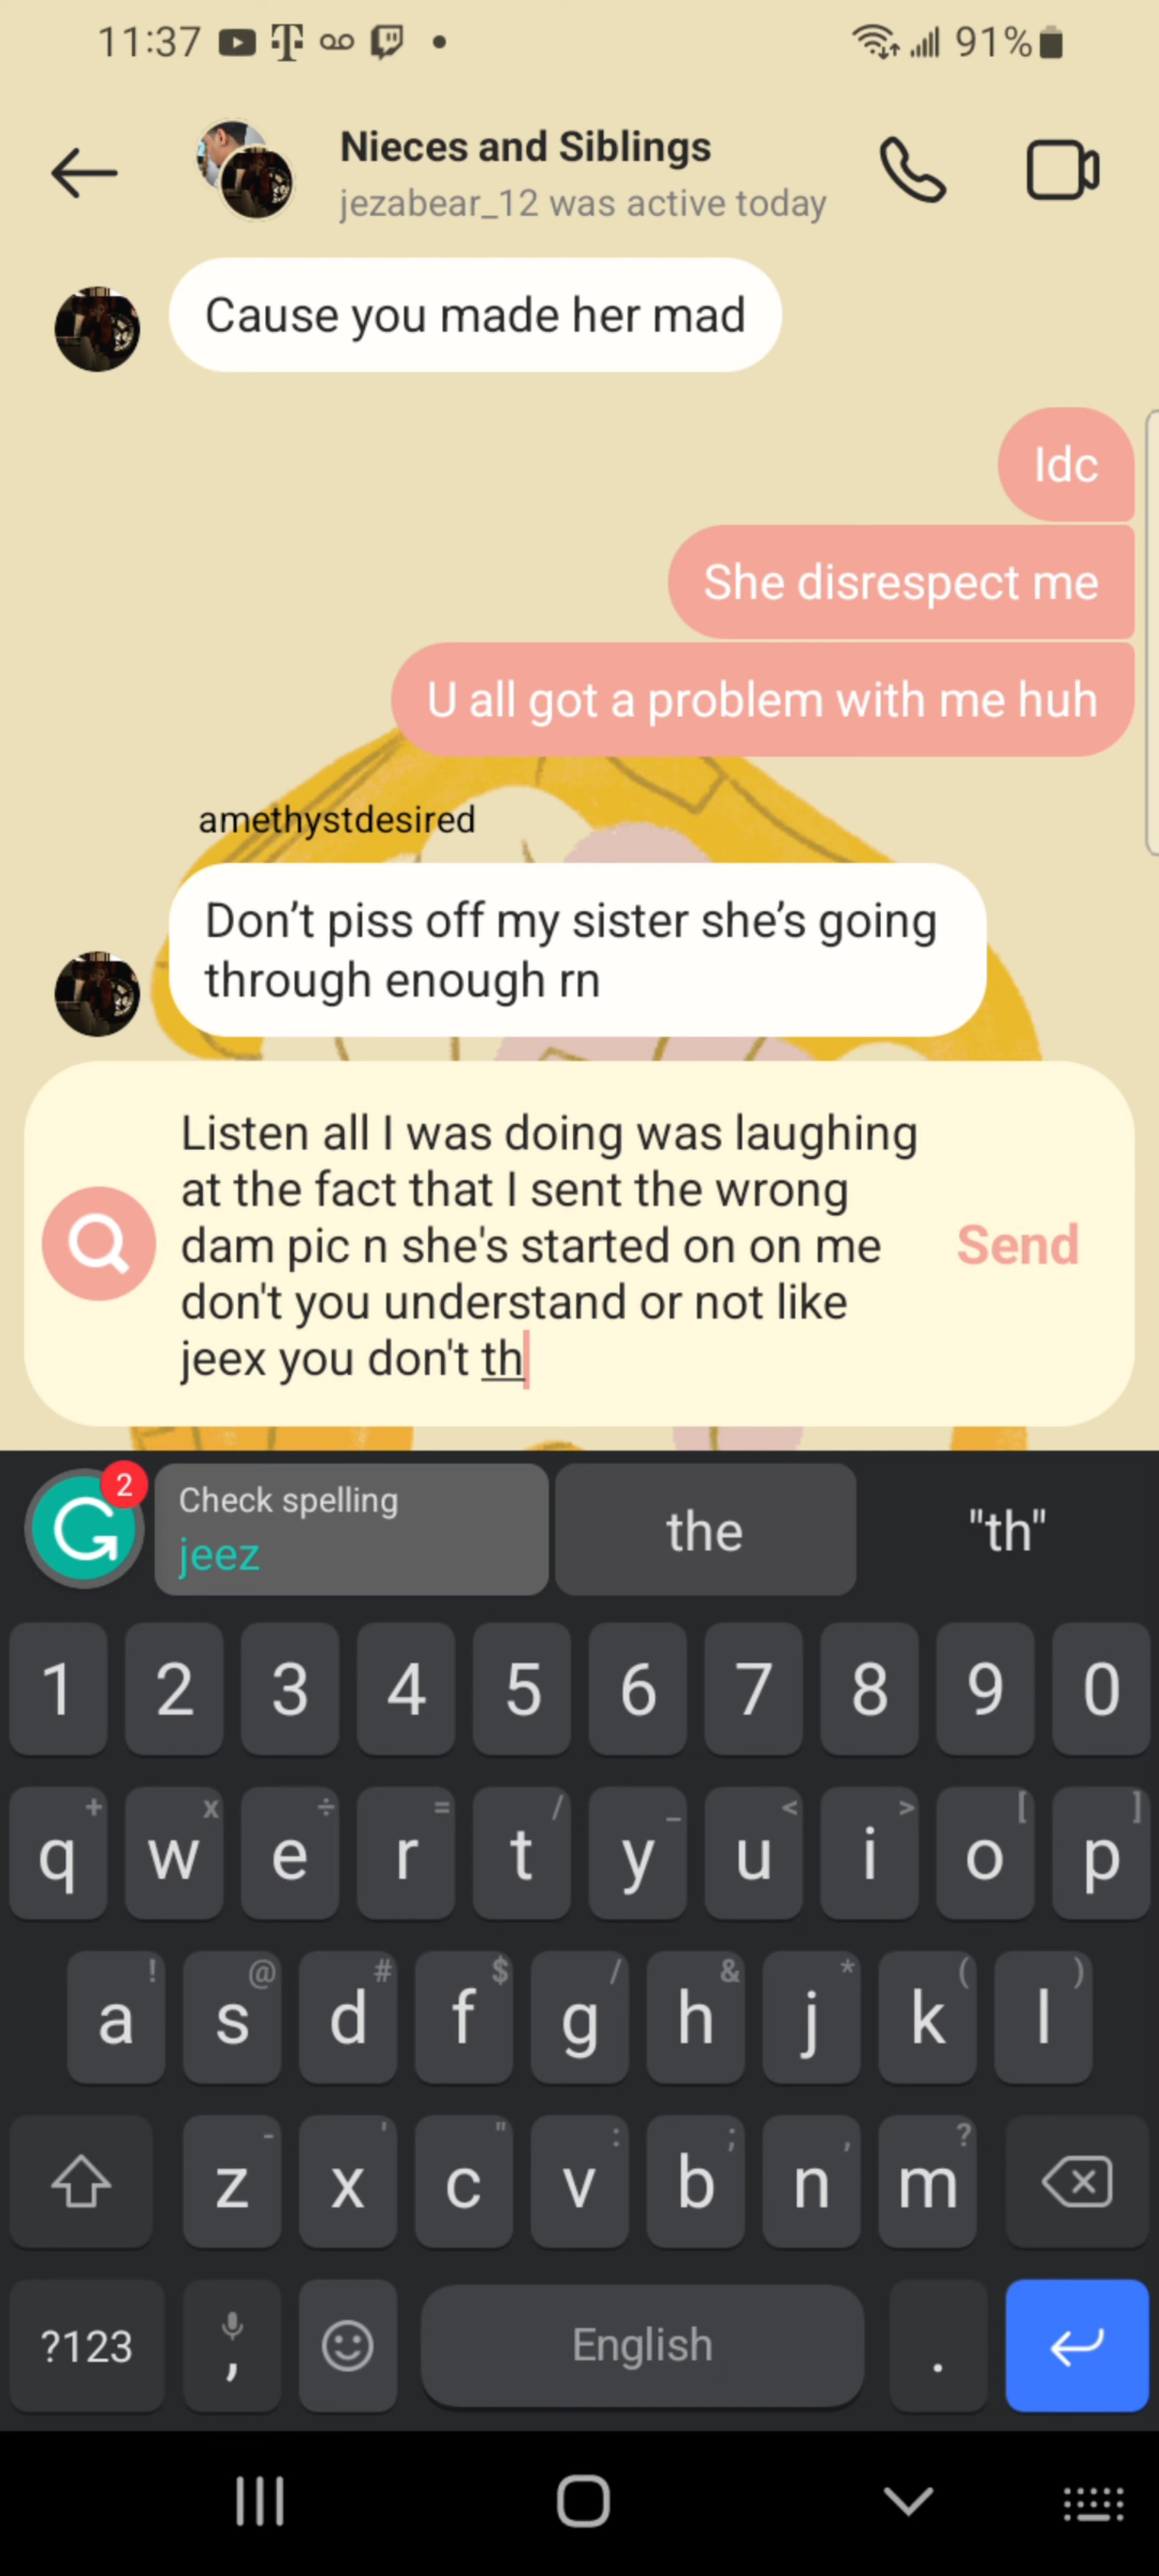 11:37
91%
Nieces and Siblings
jezabear_12 was active today
Cause you made her mad
Idc
She disrespect me
U all got a problem with me huh
amethystdesired
Don't piss off my sister she's going
through enough rn
Listen all I was doing was laughing
at the fact that I sent the wrong
dam pic n she's started on on me
don't you understand or not like
jeex you don't th
Send
2
Check spelling
jeez
the
"th"
1 2 3 4 5 6 7 8 9 0
+ x ÷ = / _ < > [ ]
q w e r t y u i o p
! @ # $ / & * ( )
a s d f g h j k l
- ' " : ; , ?
z x c v b n m
?123 , English .